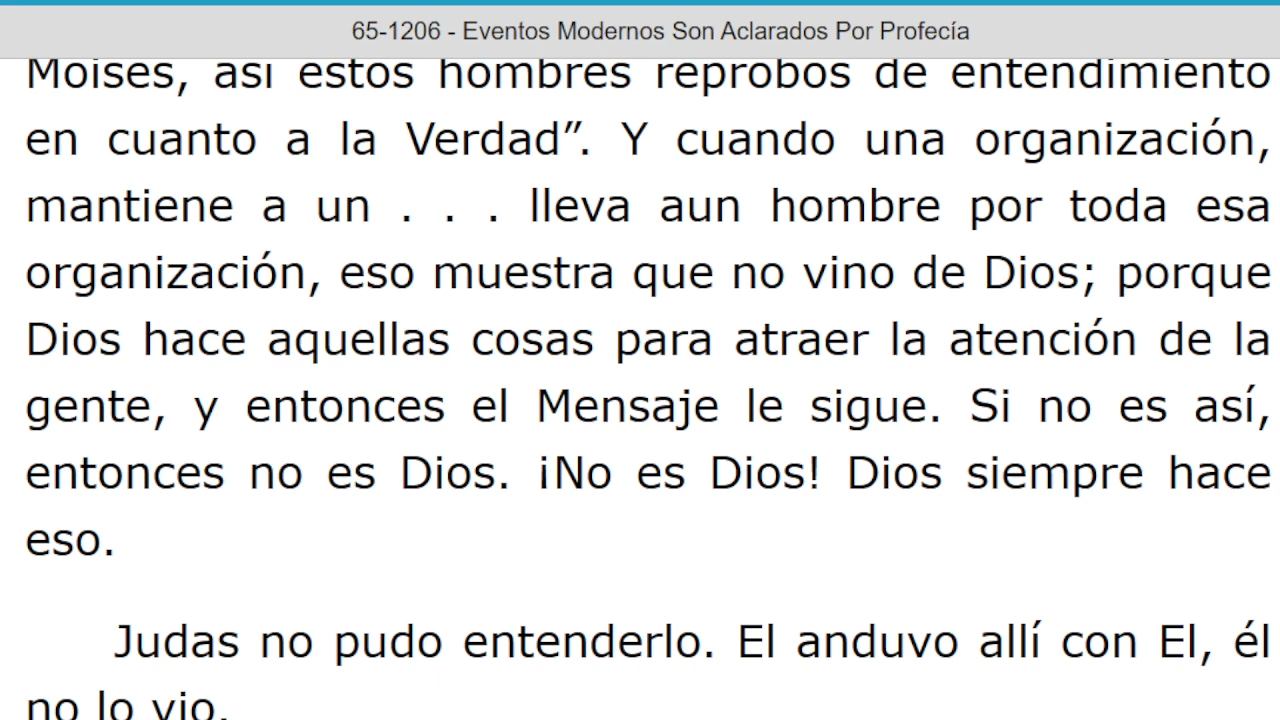 65-1206 - Eventos Modernos Son Aclarados Por Profecía
Moisés, así estos hombres réprobos de entendimiento
en cuanto a la Verdad”. Y cuando una organización,
mantiene a un . . . lleva aun hombre por toda esa
organización, eso muestra que no vino de Dios; porque
Dios hace aquellas cosas para atraer la atención de la
gente, y entonces el Mensaje le sigue. Si no es así,
entonces no es Dios. ¡No es Dios! Dios siempre hace
eso.
Judas no pudo entenderlo. El anduvo allí con El, él
no lo vio.